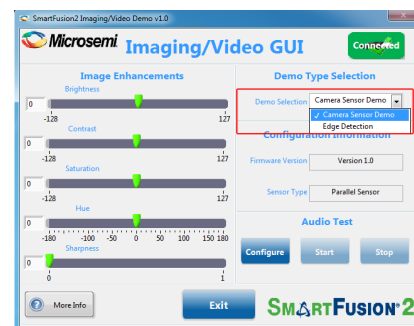 SmartFusion2 Imaging/Video Demo v1.0
Microsemi Imaging/Video GUI
Connected
Image Enhancements
Brightness
0
-128 127
Contrast
0
-128 127
Saturation
0
-128 127
Hue
0
-180 -100 -50 0 50 100 150 180
Sharpness
0
0 1
More Info
Exit
Demo Type Selection
Demo Selection Camera Sensor Demo
✓ Camera Sensor Demo
Edge Detection
Configuration Information
Firmware Version Version 1.0
Sensor Type Parallel Sensor
Audio Test
Configure Start Stop
SMARTFUSION®2